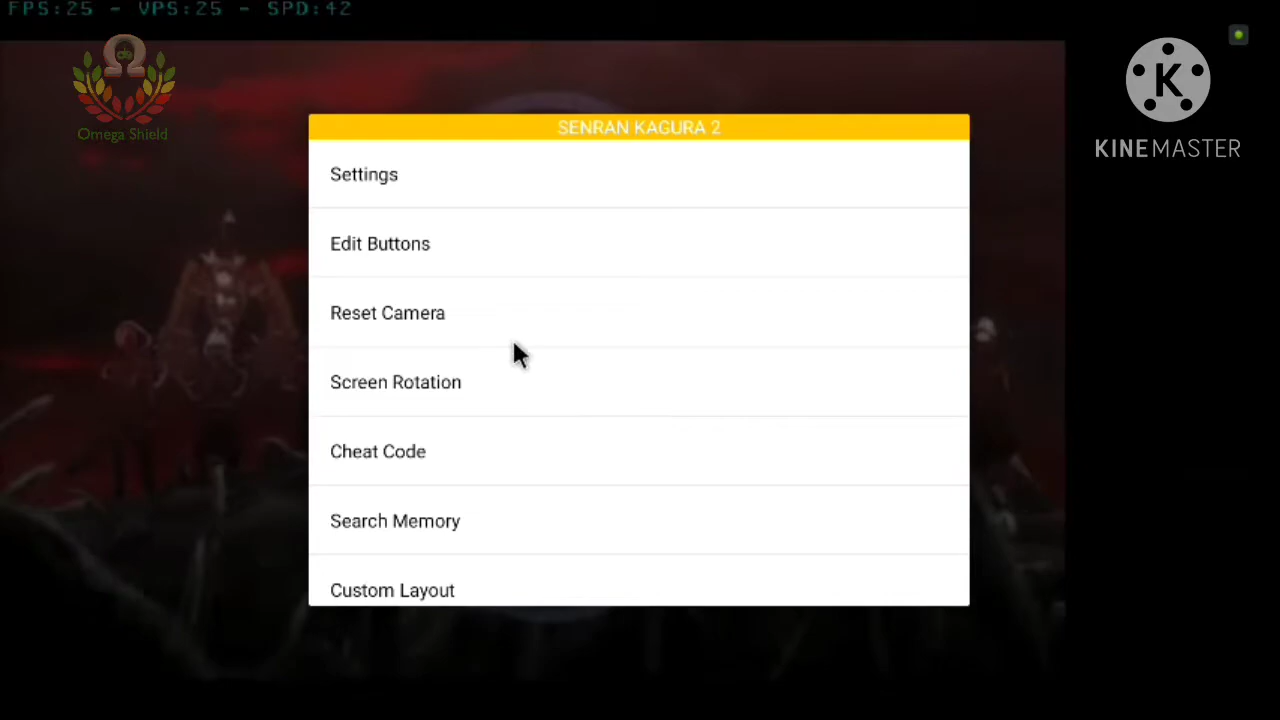 FPS:25 - VPS:25 - SPD:42
Omega Shield
K
KINEMASTER
SENRAN KAGURA 2
Settings
Edit Buttons
Reset Camera
Screen Rotation
Cheat Code
Search Memory
Custom Layout